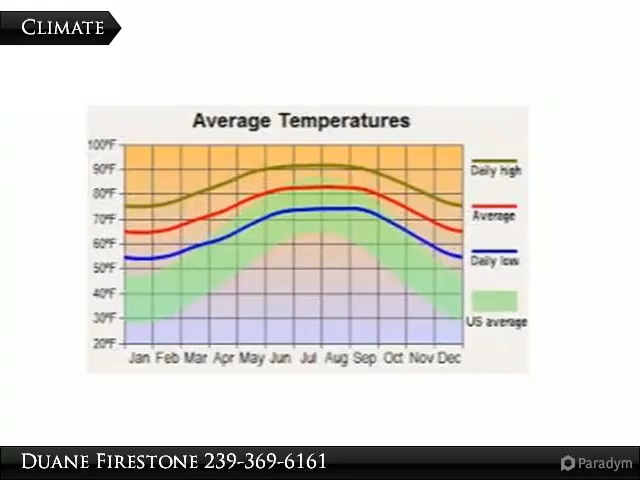 Climate
Average Temperatures
100°F
90°F
80°F
70°F
60°F
50°F
40°F
30°F
20°F
Jan Feb Mar Apr May Jun Jul Aug Sep Oct Nov Dec
Daily high
Average
Daily low
US average
Duane Firestone 239-369-6161
Paradym